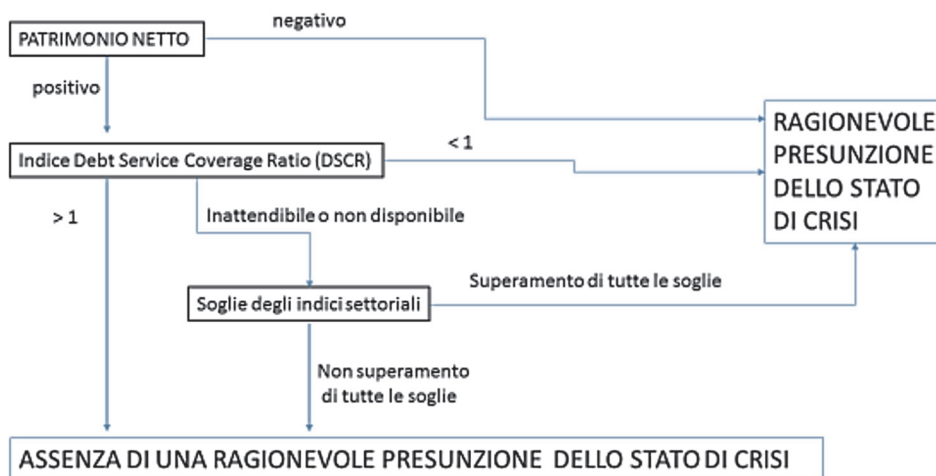 negativo
PATRIMONIO NETTO
positivo
RAGIONEVOLE
PRESUNZIONE
DELLO STATO
DI CRISI
< 1
Indice Debt Service Coverage Ratio (DSCR)
> 1
Inattendibile o non disponibile
Superamento di tutte le soglie
Soglie degli indici settoriali
Non superamento
di tutte le soglie
ASSENZA DI UNA RAGIONEVOLE PRESUNZIONE DELLO STATO DI CRISI